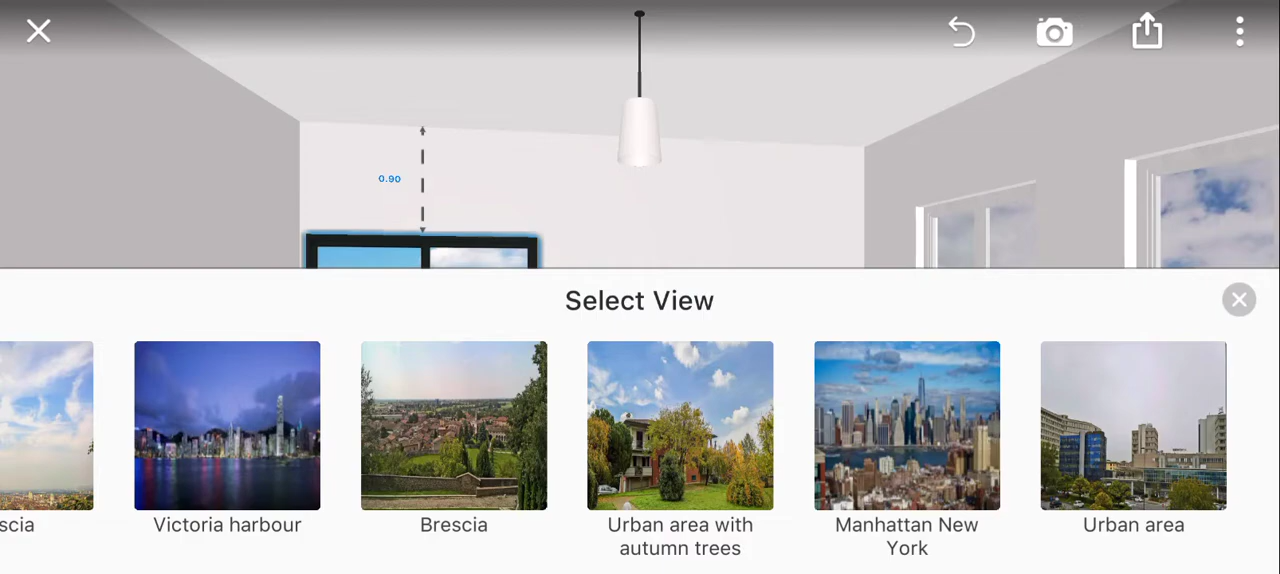 0.90
Select View
scia
Victoria harbour
Brescia
Urban area with
autumn trees
Manhattan New
York
Urban area